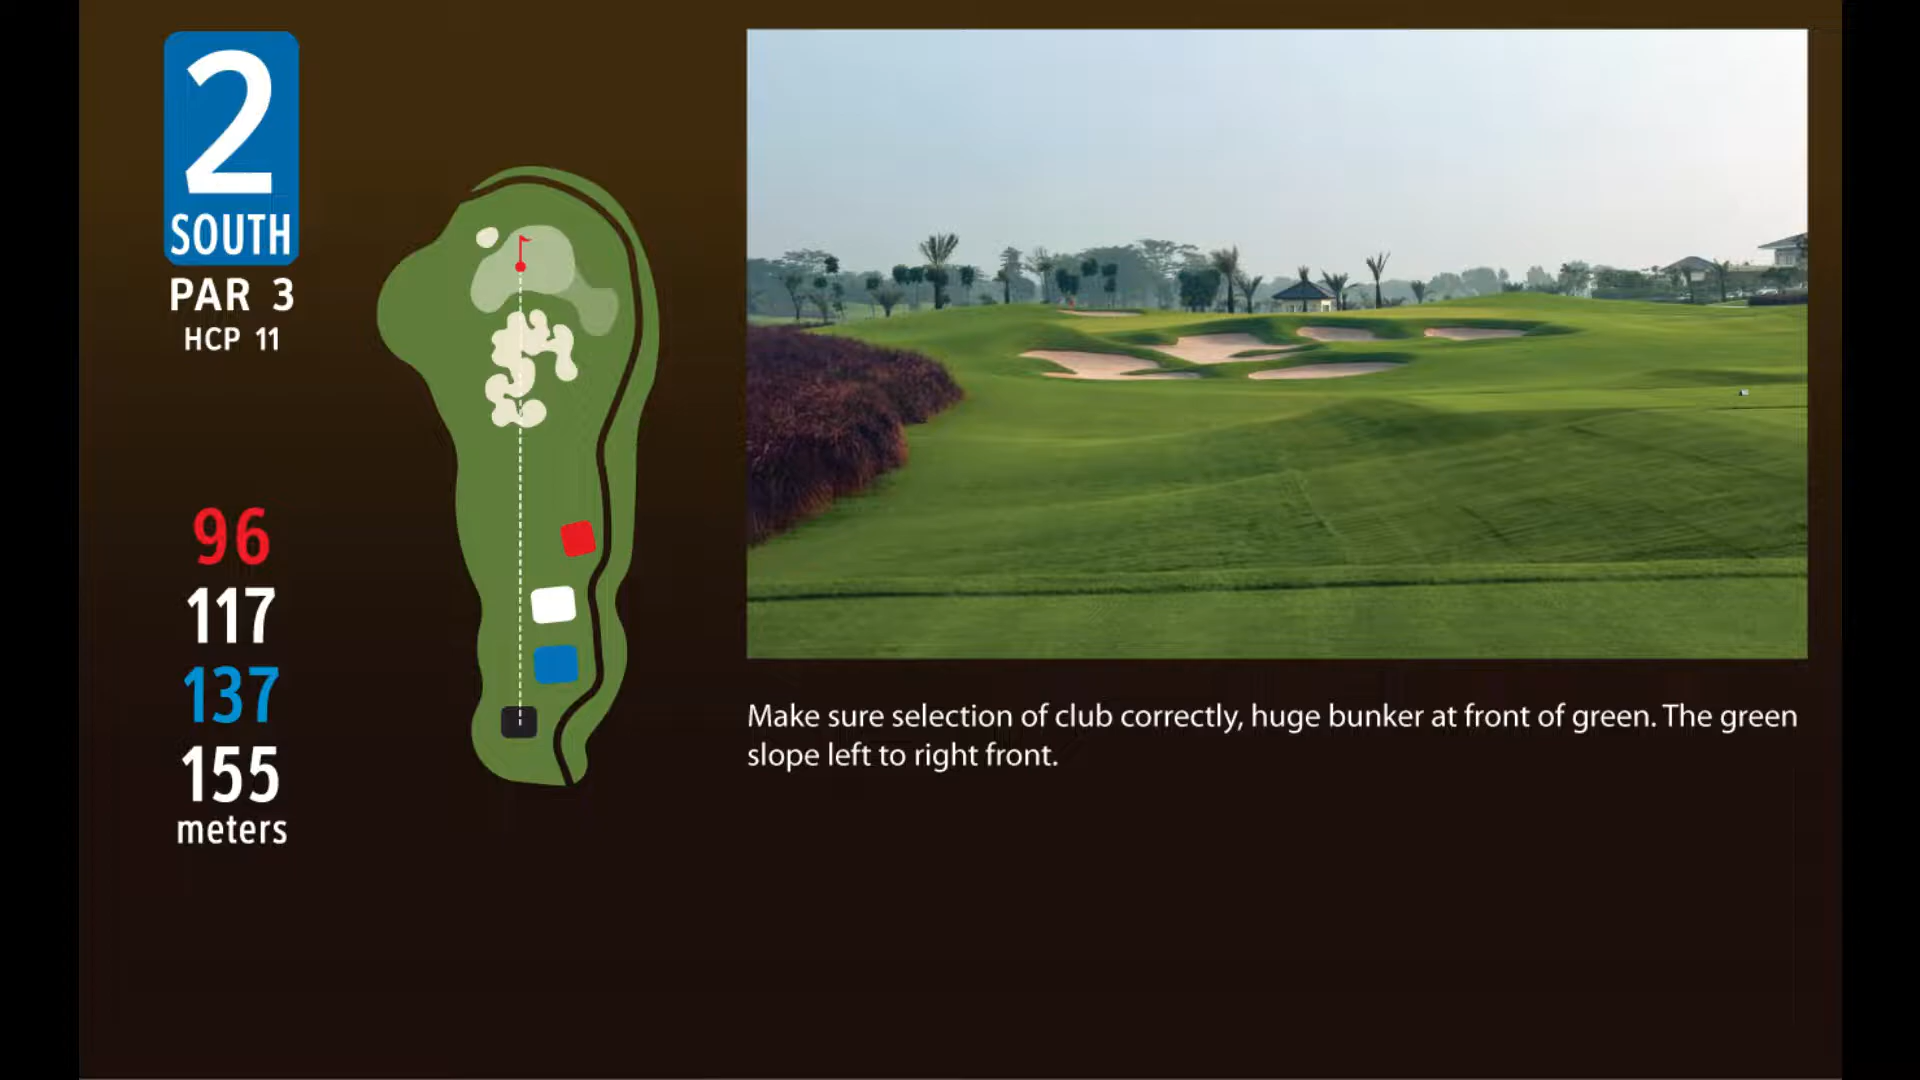 2
SOUTH
PAR 3
HCP 11
96
117
137
155
meters
Make sure selection of club correctly, huge bunker at front of green. The green
slope left to right front.